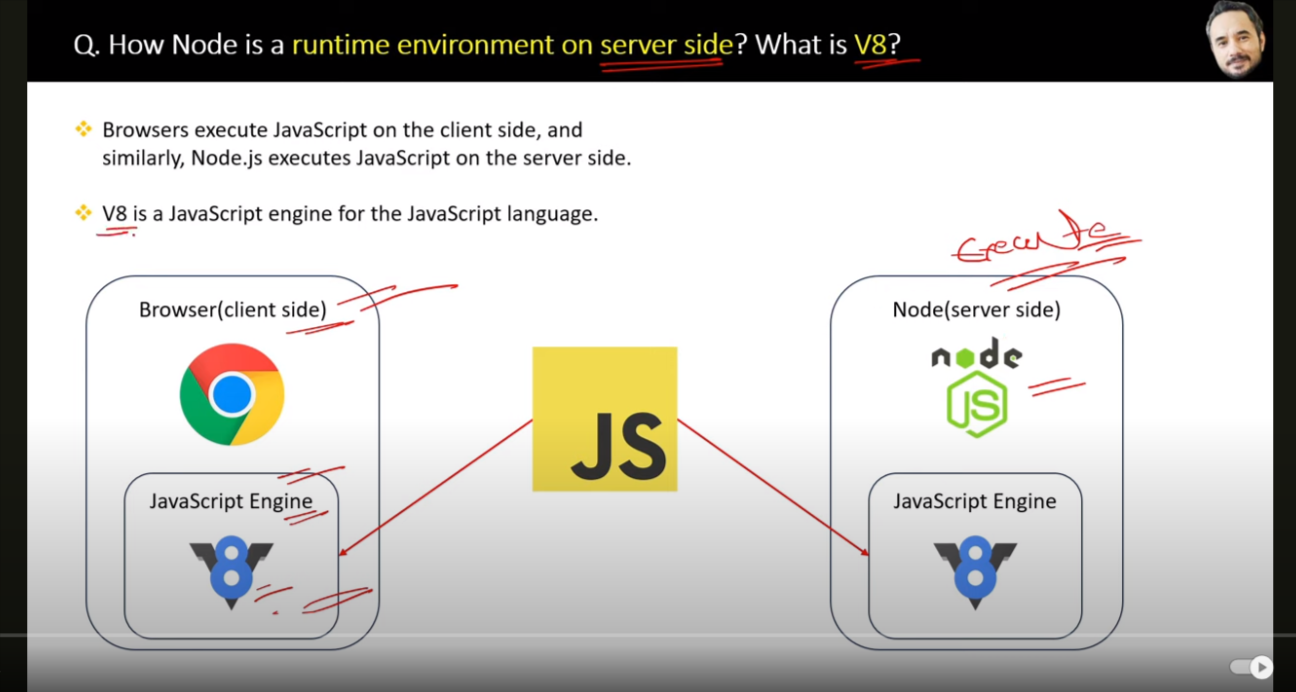 Q. How Node is a runtime environment on server side? What is V8?
Browsers execute JavaScript on the client side, and
similarly, Node.js executes JavaScript on the server side.
V8 is a JavaScript engine for the JavaScript language.
Execute
Browser(client side)
Node(server side)
node
JS
JS
JavaScript Engine
JavaScript Engine
V8
V8